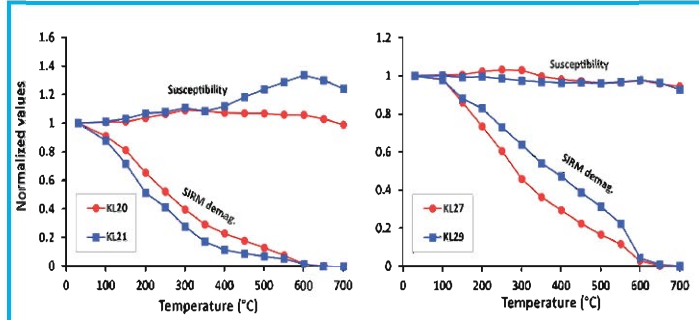 1.6
1.4
1.2
1
0.8
0.6
0.4
0.2
0
Normalized values
Susceptibility
SIRM demag.
KL20
KL21
0 100 200 300 400 500 600 700
Temperature (°C)
1.2
1
0.8
0.6
0.4
0.2
0
Susceptibility
SIRM demag.
KL27
KL29
0 100 200 300 400 500 600 700
Temperature (°C)